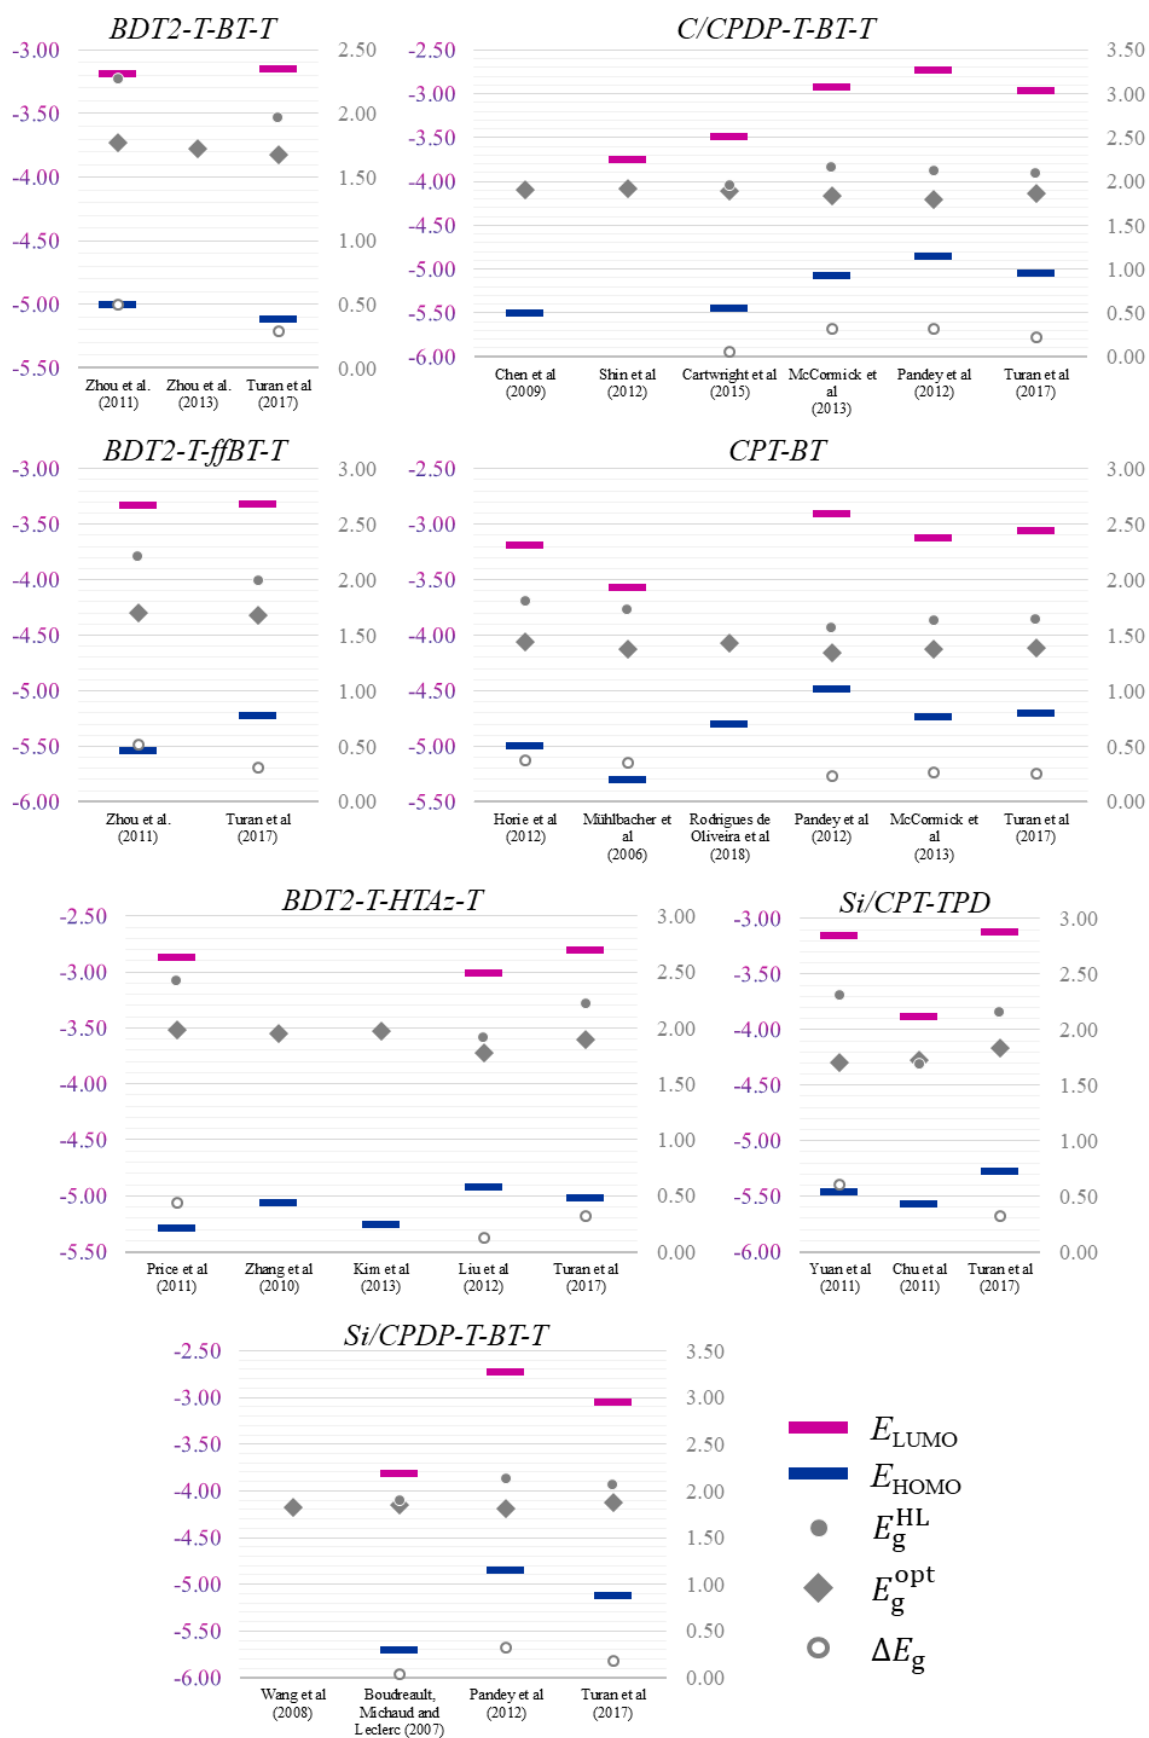 BDT2-T-BT-T
-3.00
-3.50
-4.00
-4.50
-5.00
-5.50
2.50
2.00
1.50
1.00
0.50
0.00
Zhou et al.
(2011)
Zhou et al.
(2013)
Turan et al
(2017)
C/CPDP-T-BT-T
-2.50
-3.00
-3.50
-4.00
-4.50
-5.00
-5.50
-6.00
3.50
3.00
2.50
2.00
1.50
1.00
0.50
0.00
Chen et al
(2009)
Shin et al
(2012)
Cartwright et al
(2015)
McCormick et
al
(2013)
Pandey et al
(2012)
Turan et al
(2017)
BDT2-T-ffBT-T
-3.00
-3.50
-4.00
-4.50
-5.00
-5.50
-6.00
3.00
2.50
2.00
1.50
1.00
0.50
0.00
Zhou et al.
(2011)
Turan et al
(2017)
CPT-BT
-2.50
-3.00
-3.50
-4.00
-4.50
-5.00
-5.50
3.00
2.50
2.00
1.50
1.00
0.50
0.00
Horie et al
(2012)
Mühlbacher et
al
(2006)
Rodrigues de
Oliveira et al
(2018)
Pandey et al
(2012)
McCormick et
al
(2013)
Turan et al
(2017)
BDT2-T-HTAz-T
-2.50
-3.00
-3.50
-4.00
-4.50
-5.00
-5.50
3.00
2.50
2.00
1.50
1.00
0.50
0.00
Price et al
(2011)
Zhang et al
(2010)
Kim et al
(2013)
Liu et al
(2012)
Turan et al
(2017)
Si/CPT-TPD
-3.00
-3.50
-4.00
-4.50
-5.00
-5.50
-6.00
3.00
2.50
2.00
1.50
1.00
0.50
0.00
Yuan et al
(2011)
Chu et al
(2011)
Turan et al
(2017)
Si/CPDP-T-BT-T
-2.50
-3.00
-3.50
-4.00
-4.50
-5.00
-5.50
-6.00
3.50
3.00
2.50
2.00
1.50
1.00
0.50
0.00
Wang et al
(2008)
Boudreault,
Michaud and
Leclerc (2007)
Pandey et al
(2012)
Turan et al
(2017)
E_LUMO
E_HOMO
E_g^HL
E_g^opt
ΔE_g